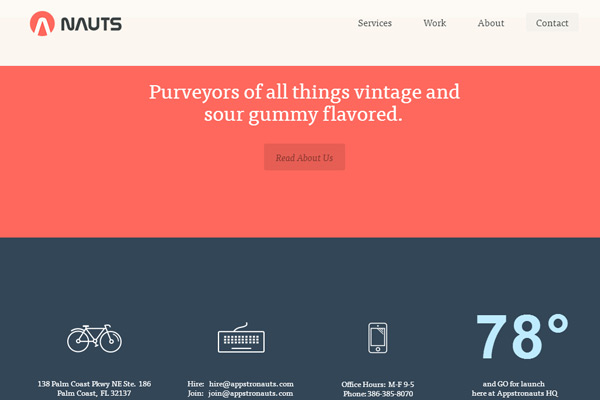 NAUTS
Services Work About Contact
Purveyors of all things vintage and
sour gummy flavored.
Read About Us
78°
138 Palm Coast Pkwy NE Ste. 186
Palm Coast, FL 32137
Hire: hire@appstronauts.com
Join: join@appstronauts.com
Office Hours: M-F 9-5
Phone: 386-385-8070
and GO for launch
here at Appstronauts HQ